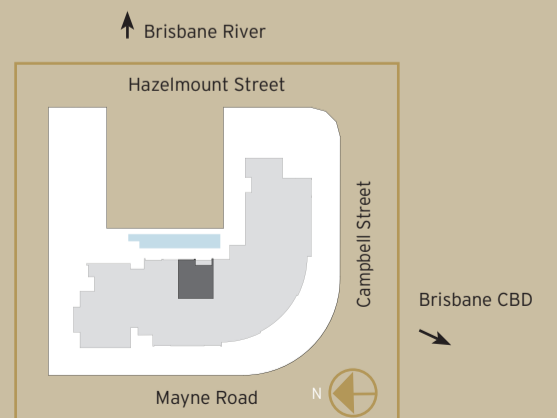 Brisbane River
Hazelmount Street
Campbell Street
Brisbane CBD
Mayne Road
N